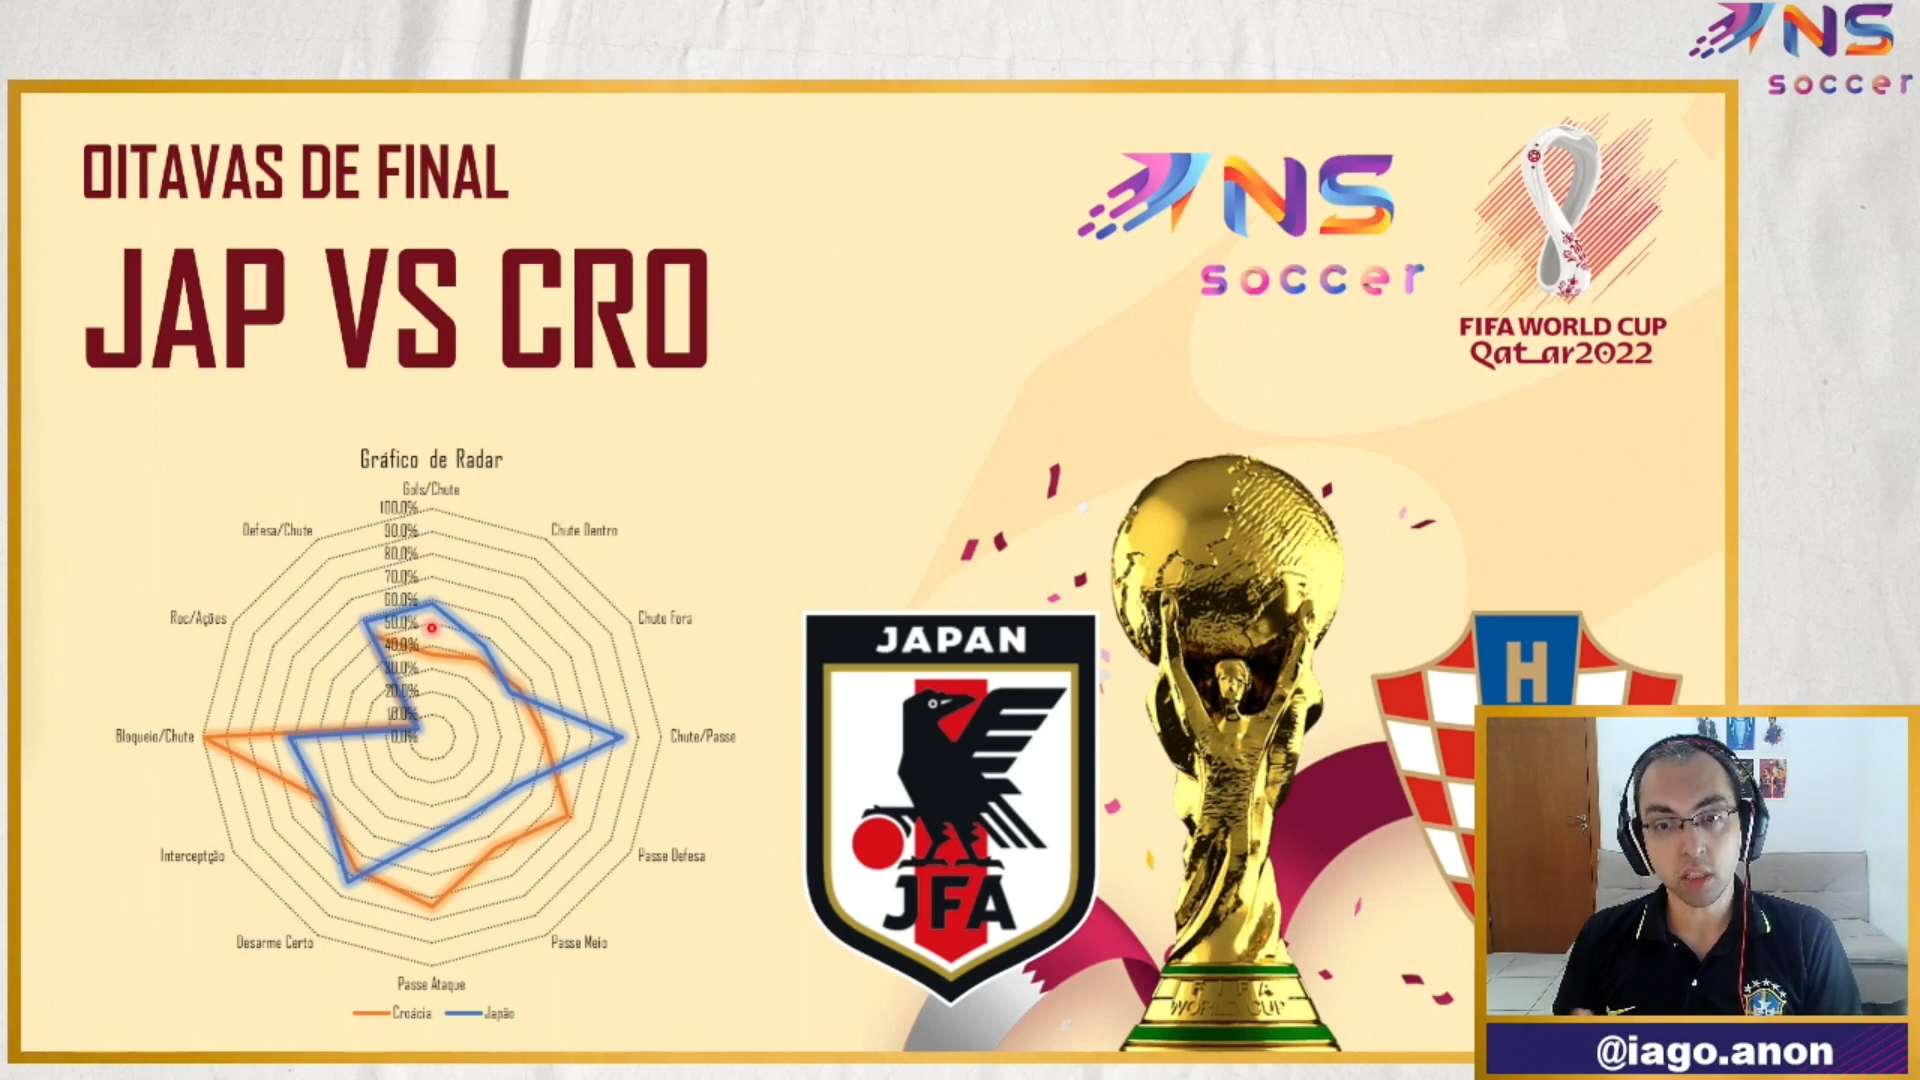 NS
soccer
OITAVAS DE FINAL
JAP VS CRO
NS
soccer
FIFA WORLD CUP
Qatar2022
Gráfico de Radar
Gols/Chute
Chute Dentro
Chute Fora
Chute/Passe
Passe Defesa
Passe Meio
Passe Ataque
Desarme Certo
Interceptção
Bloqueio/Chute
Rec/Ações
Defesa/Chute
100.0%
90.0%
80.0%
70.0%
60.0%
50.0%
40.0%
30.0%
20.0%
10.0%
0.0%
Croácia
Japão
JAPAN
JFA
H
FIFA
WORLD CUP
@iago.anon